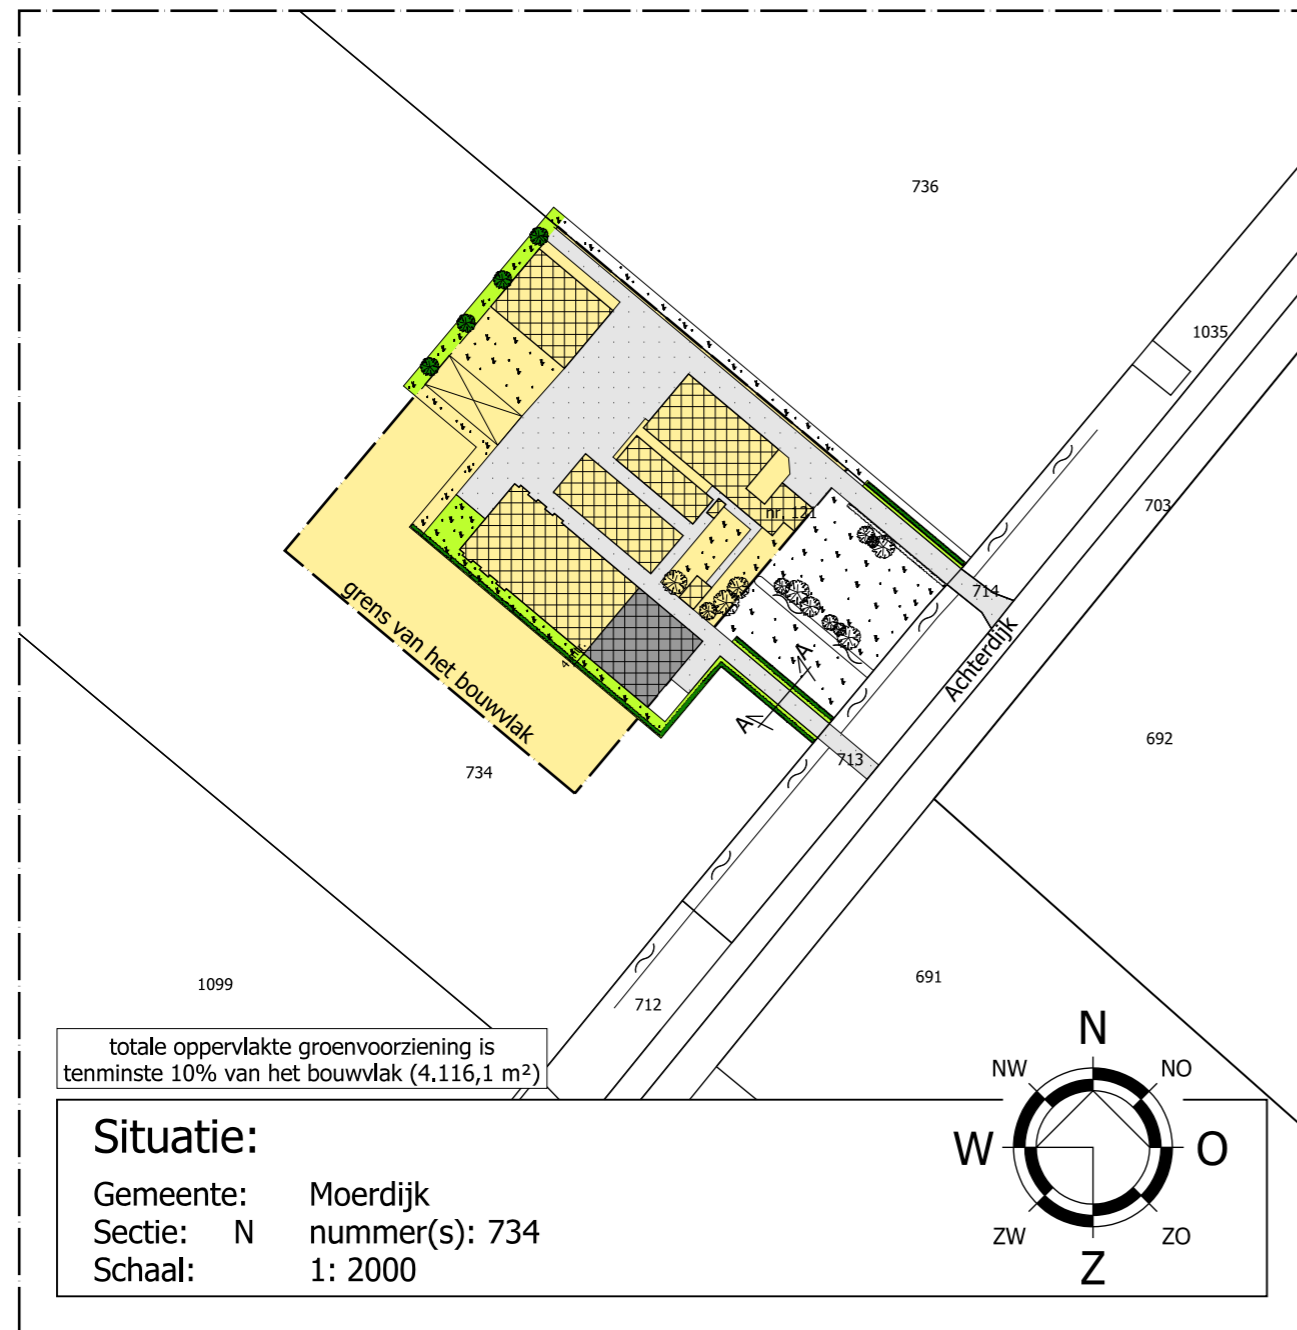 736
1035
703
nr. 121
714
Achterdijk
grens van het bouwvlak
A
A
692
713
734
691
1099
712
totale oppervlakte groenvoorziening is
tenminste 10% van het bouwvlak (4.116,1 m²)
N
NW
NO
W
O
ZW
ZO
Z
Situatie:
Gemeente: Moerdijk
Sectie: N nummer(s): 734
Schaal: 1: 2000